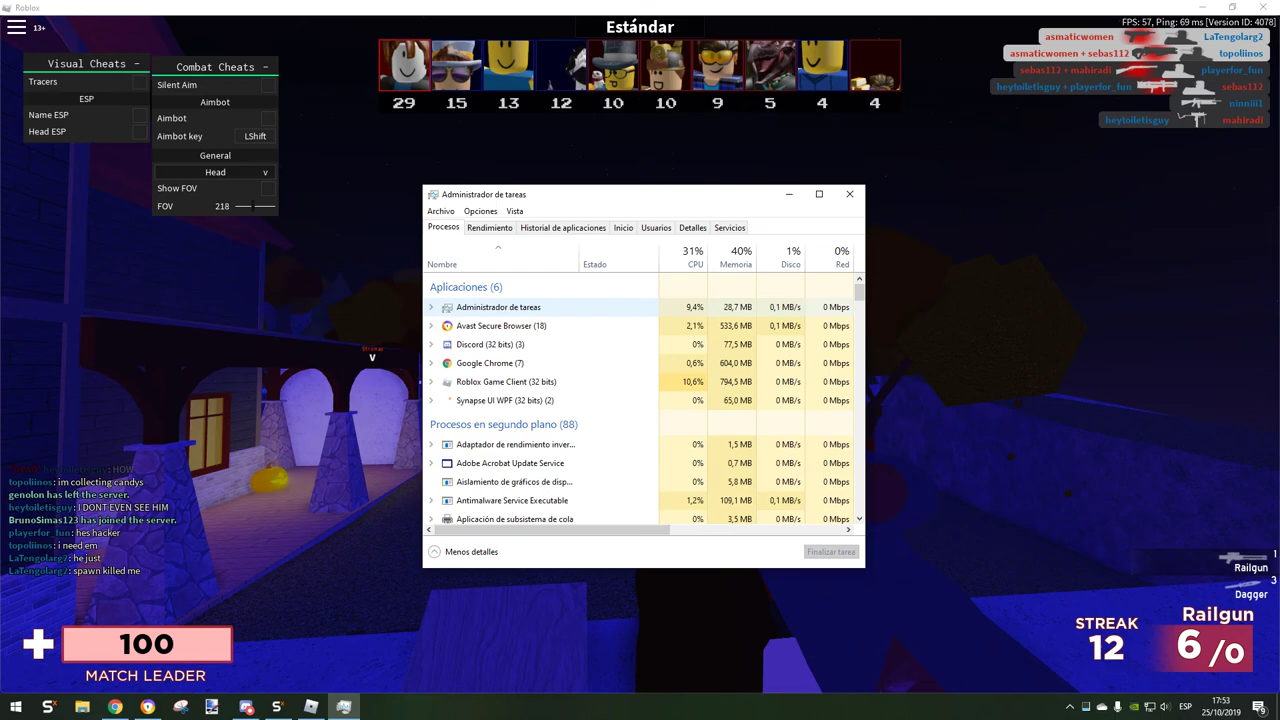 Roblox
13+
Estándar
FPS: 57, Ping: 69 ms [Version ID: 4078]
29 15 13 12 10 10 9 5 4 4
asmaticwomen LaTengolarg2
asmaticwomen + sebas112 topoliinos
sebas112 + mahiradi playerfor_fun
heytoiletisguy + playerfor_fun sebas112
ninniii1
heytoiletisguy mahiradi
Visual Cheats –
Tracers
ESP
Name ESP
Head ESP
Combat Cheats –
Silent Aim
Aimbot
Aimbot
Aimbot key LShift
General
Head v
Show FOV
FOV 218
V
Administrador de tareas
Archivo Opciones Vista
Procesos Rendimiento Historial de aplicaciones Inicio Usuarios Detalles Servicios
31% 40% 1% 0%
Nombre Estado CPU Memoria Disco Red
Aplicaciones (6)
Administrador de tareas 9,4% 28,7 MB 0,1 MB/s 0 Mbps
Avast Secure Browser (18) 2,1% 533,6 MB 0,1 MB/s 0 Mbps
Discord (32 bits) (3) 0% 77,5 MB 0 MB/s 0 Mbps
Google Chrome (7) 0,6% 604,0 MB 0 MB/s 0 Mbps
Roblox Game Client (32 bits) 10,6% 794,5 MB 0 MB/s 0 Mbps
Synapse UI WPF (32 bits) (2) 0% 65,0 MB 0 MB/s 0 Mbps
Procesos en segundo plano (88)
Adaptador de rendimiento inver... 0% 1,5 MB 0 MB/s 0 Mbps
Adobe Acrobat Update Service 0% 0,7 MB 0 MB/s 0 Mbps
Aislamiento de gráficos de disp... 0% 5,8 MB 0 MB/s 0 Mbps
Antimalware Service Executable 1,2% 109,1 MB 0,1 MB/s 0 Mbps
Aplicación de subsistema de cola 0% 3,5 MB 0 MB/s 0 Mbps
Menos detalles Finalizar tarea
heytoiletisguy: HOW
topoliinos: im collecting candys
genolon has left the server.
heytoiletisguy: I DONT EVEN SEE HIM
BrunoSimas123 has joined the server.
playerfor_fun: hes hacker
topoliinos: i need em
LaTengolarg2: he just
LaTengolarg2: spawn killed me
100
MATCH LEADER
1
Railgun
3
Dagger
Railgun
STREAK
12
6/0
ESP
17:53
25/10/2019
9